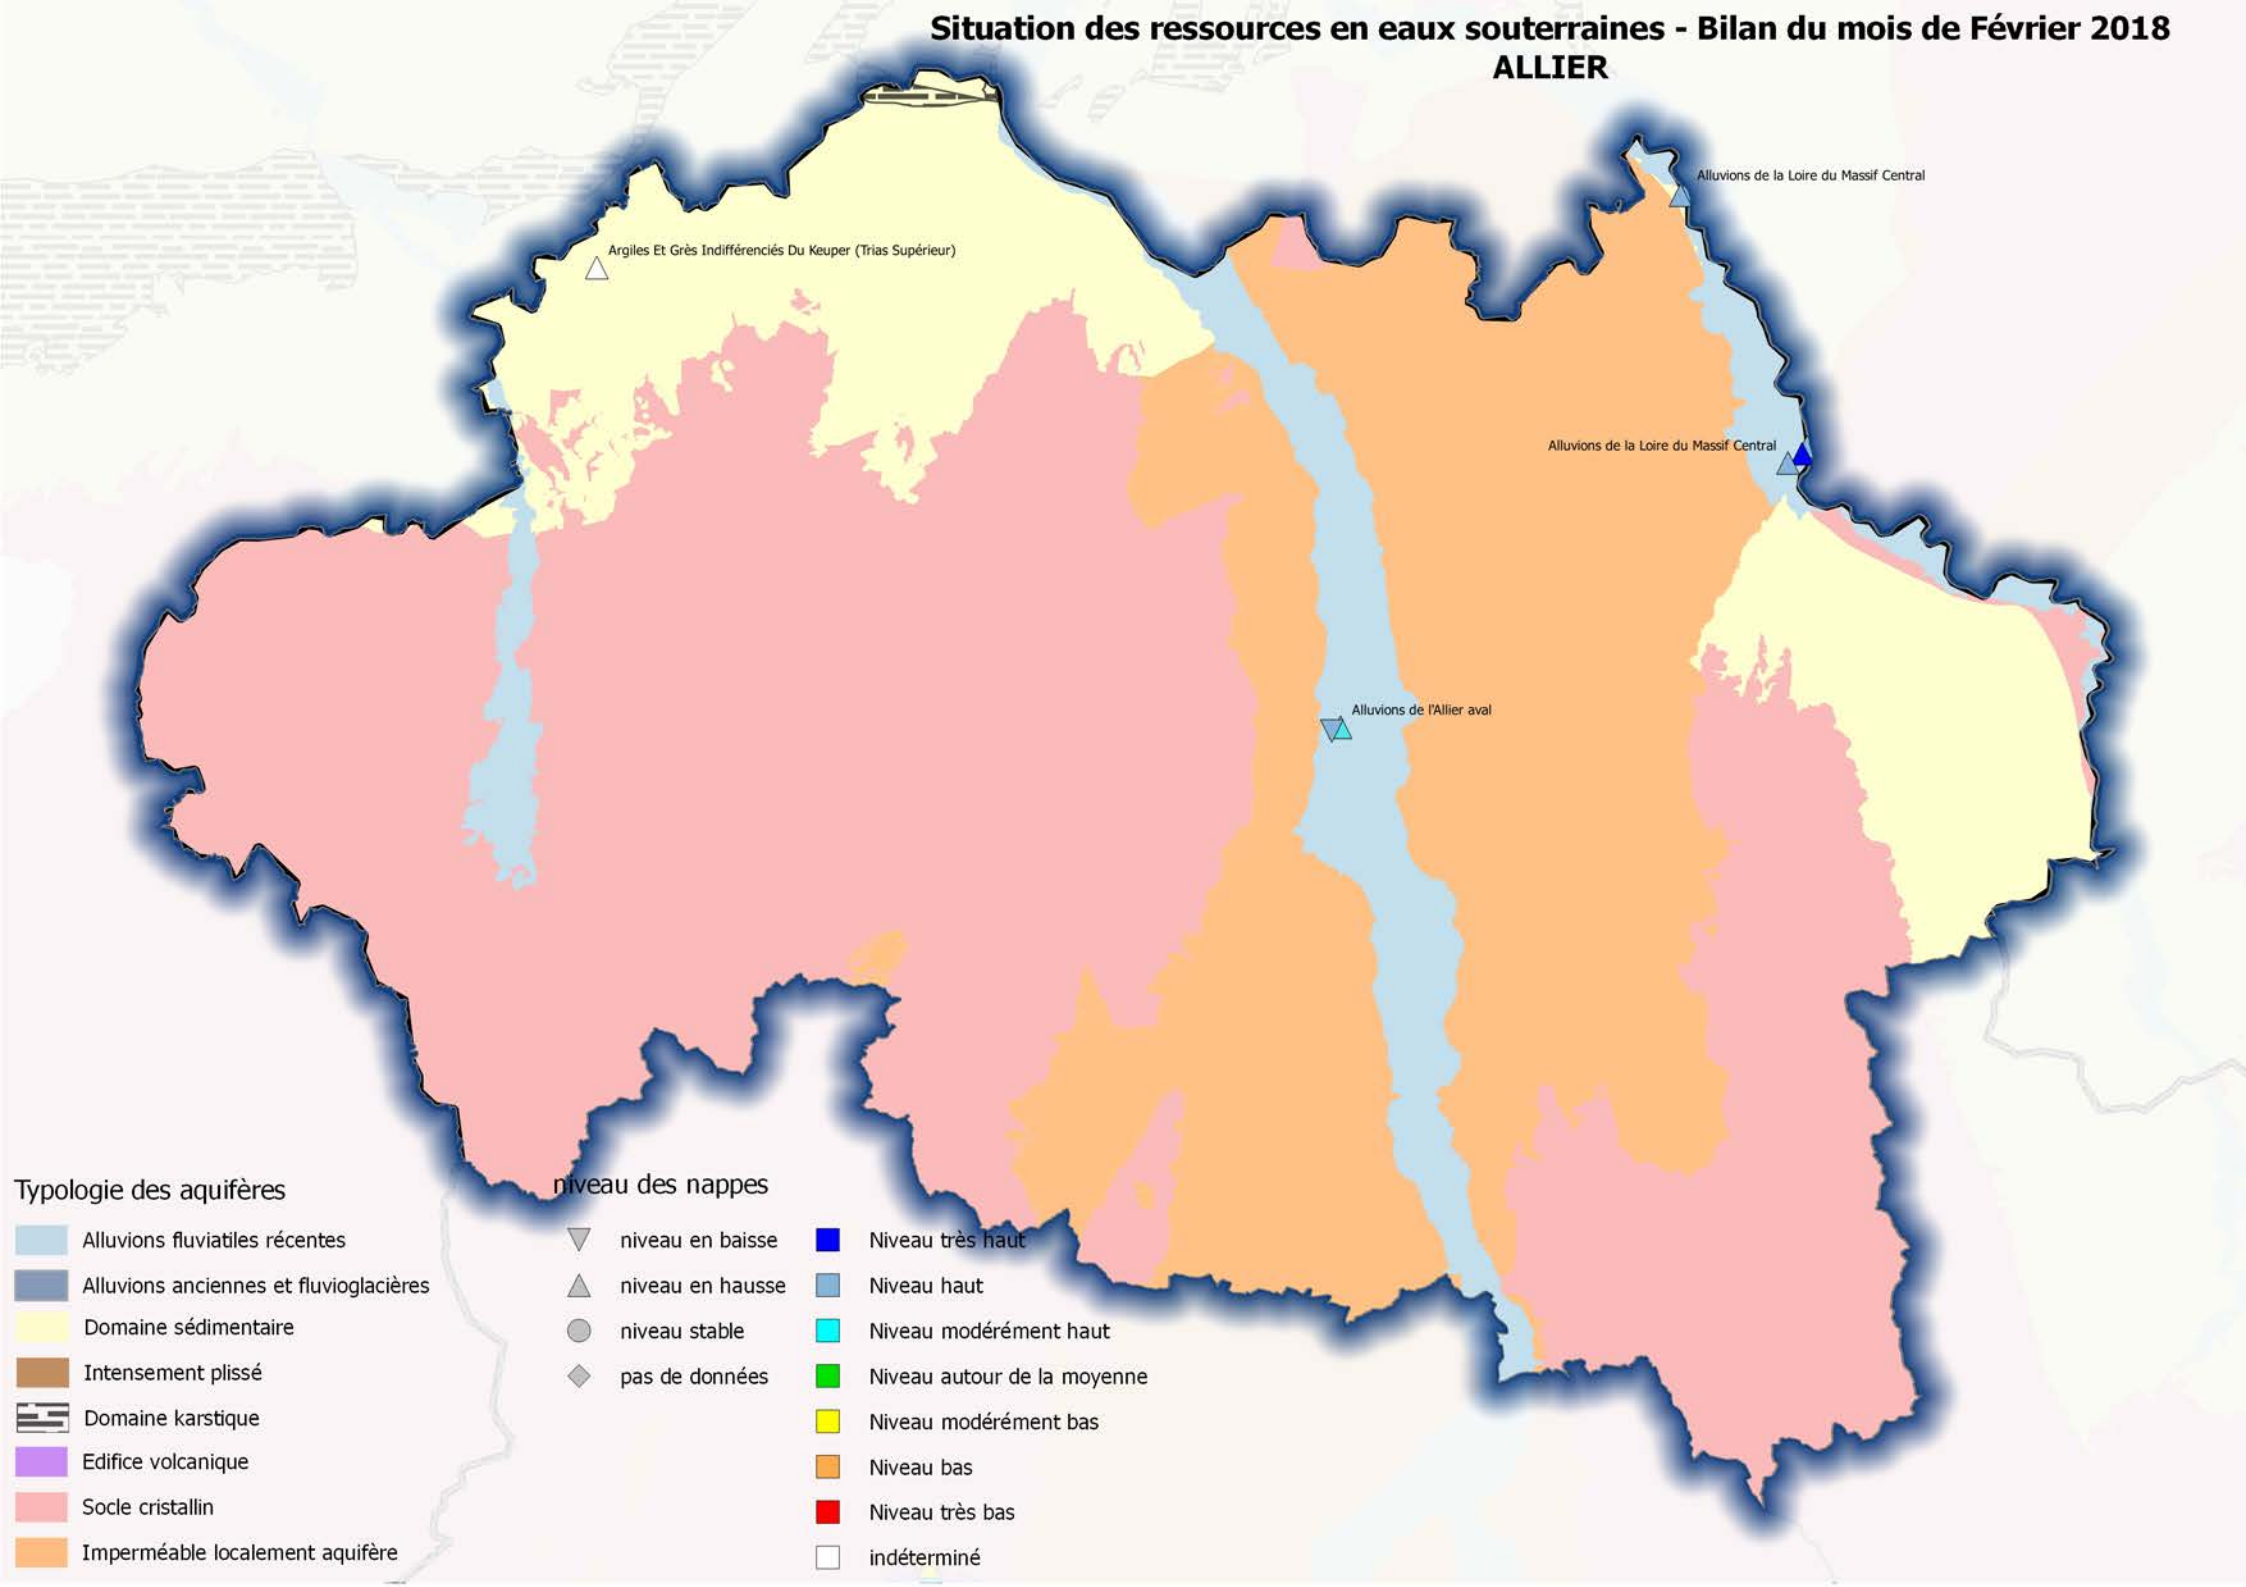 Situation des ressources en eaux souterraines - Bilan du mois de Février 2018
ALLIER
Alluvions de la Loire du Massif Central
Argiles Et Grès Indifférenciés Du Keuper (Trias Supérieur)
Alluvions de la Loire du Massif Central
Alluvions de l'Allier aval
Typologie des aquifères
Alluvions fluviatiles récentes
Alluvions anciennes et fluvioglacières
Domaine sédimentaire
Intensement plissé
Domaine karstique
Edifice volcanique
Socle cristallin
Imperméable localement aquifère
niveau des nappes
niveau en baisse
niveau en hausse
niveau stable
pas de données
Niveau très haut
Niveau haut
Niveau modérément haut
Niveau autour de la moyenne
Niveau modérément bas
Niveau bas
Niveau très bas
indéterminé